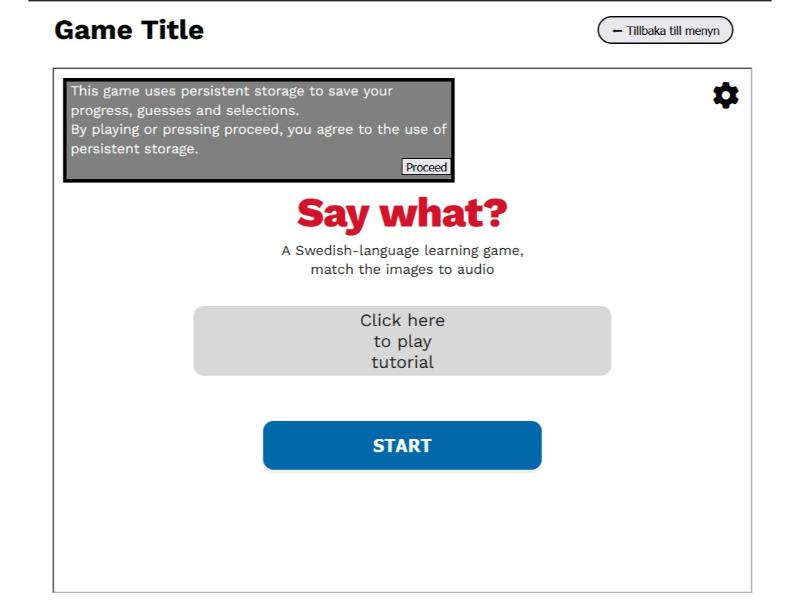 Game Title
← Tillbaka till menyn
This game uses persistent storage to save your
progress, guesses and selections.
By playing or pressing proceed, you agree to the use of
persistent storage.
Proceed
Say what?
A Swedish-language learning game,
match the images to audio
Click here
to play
tutorial
START